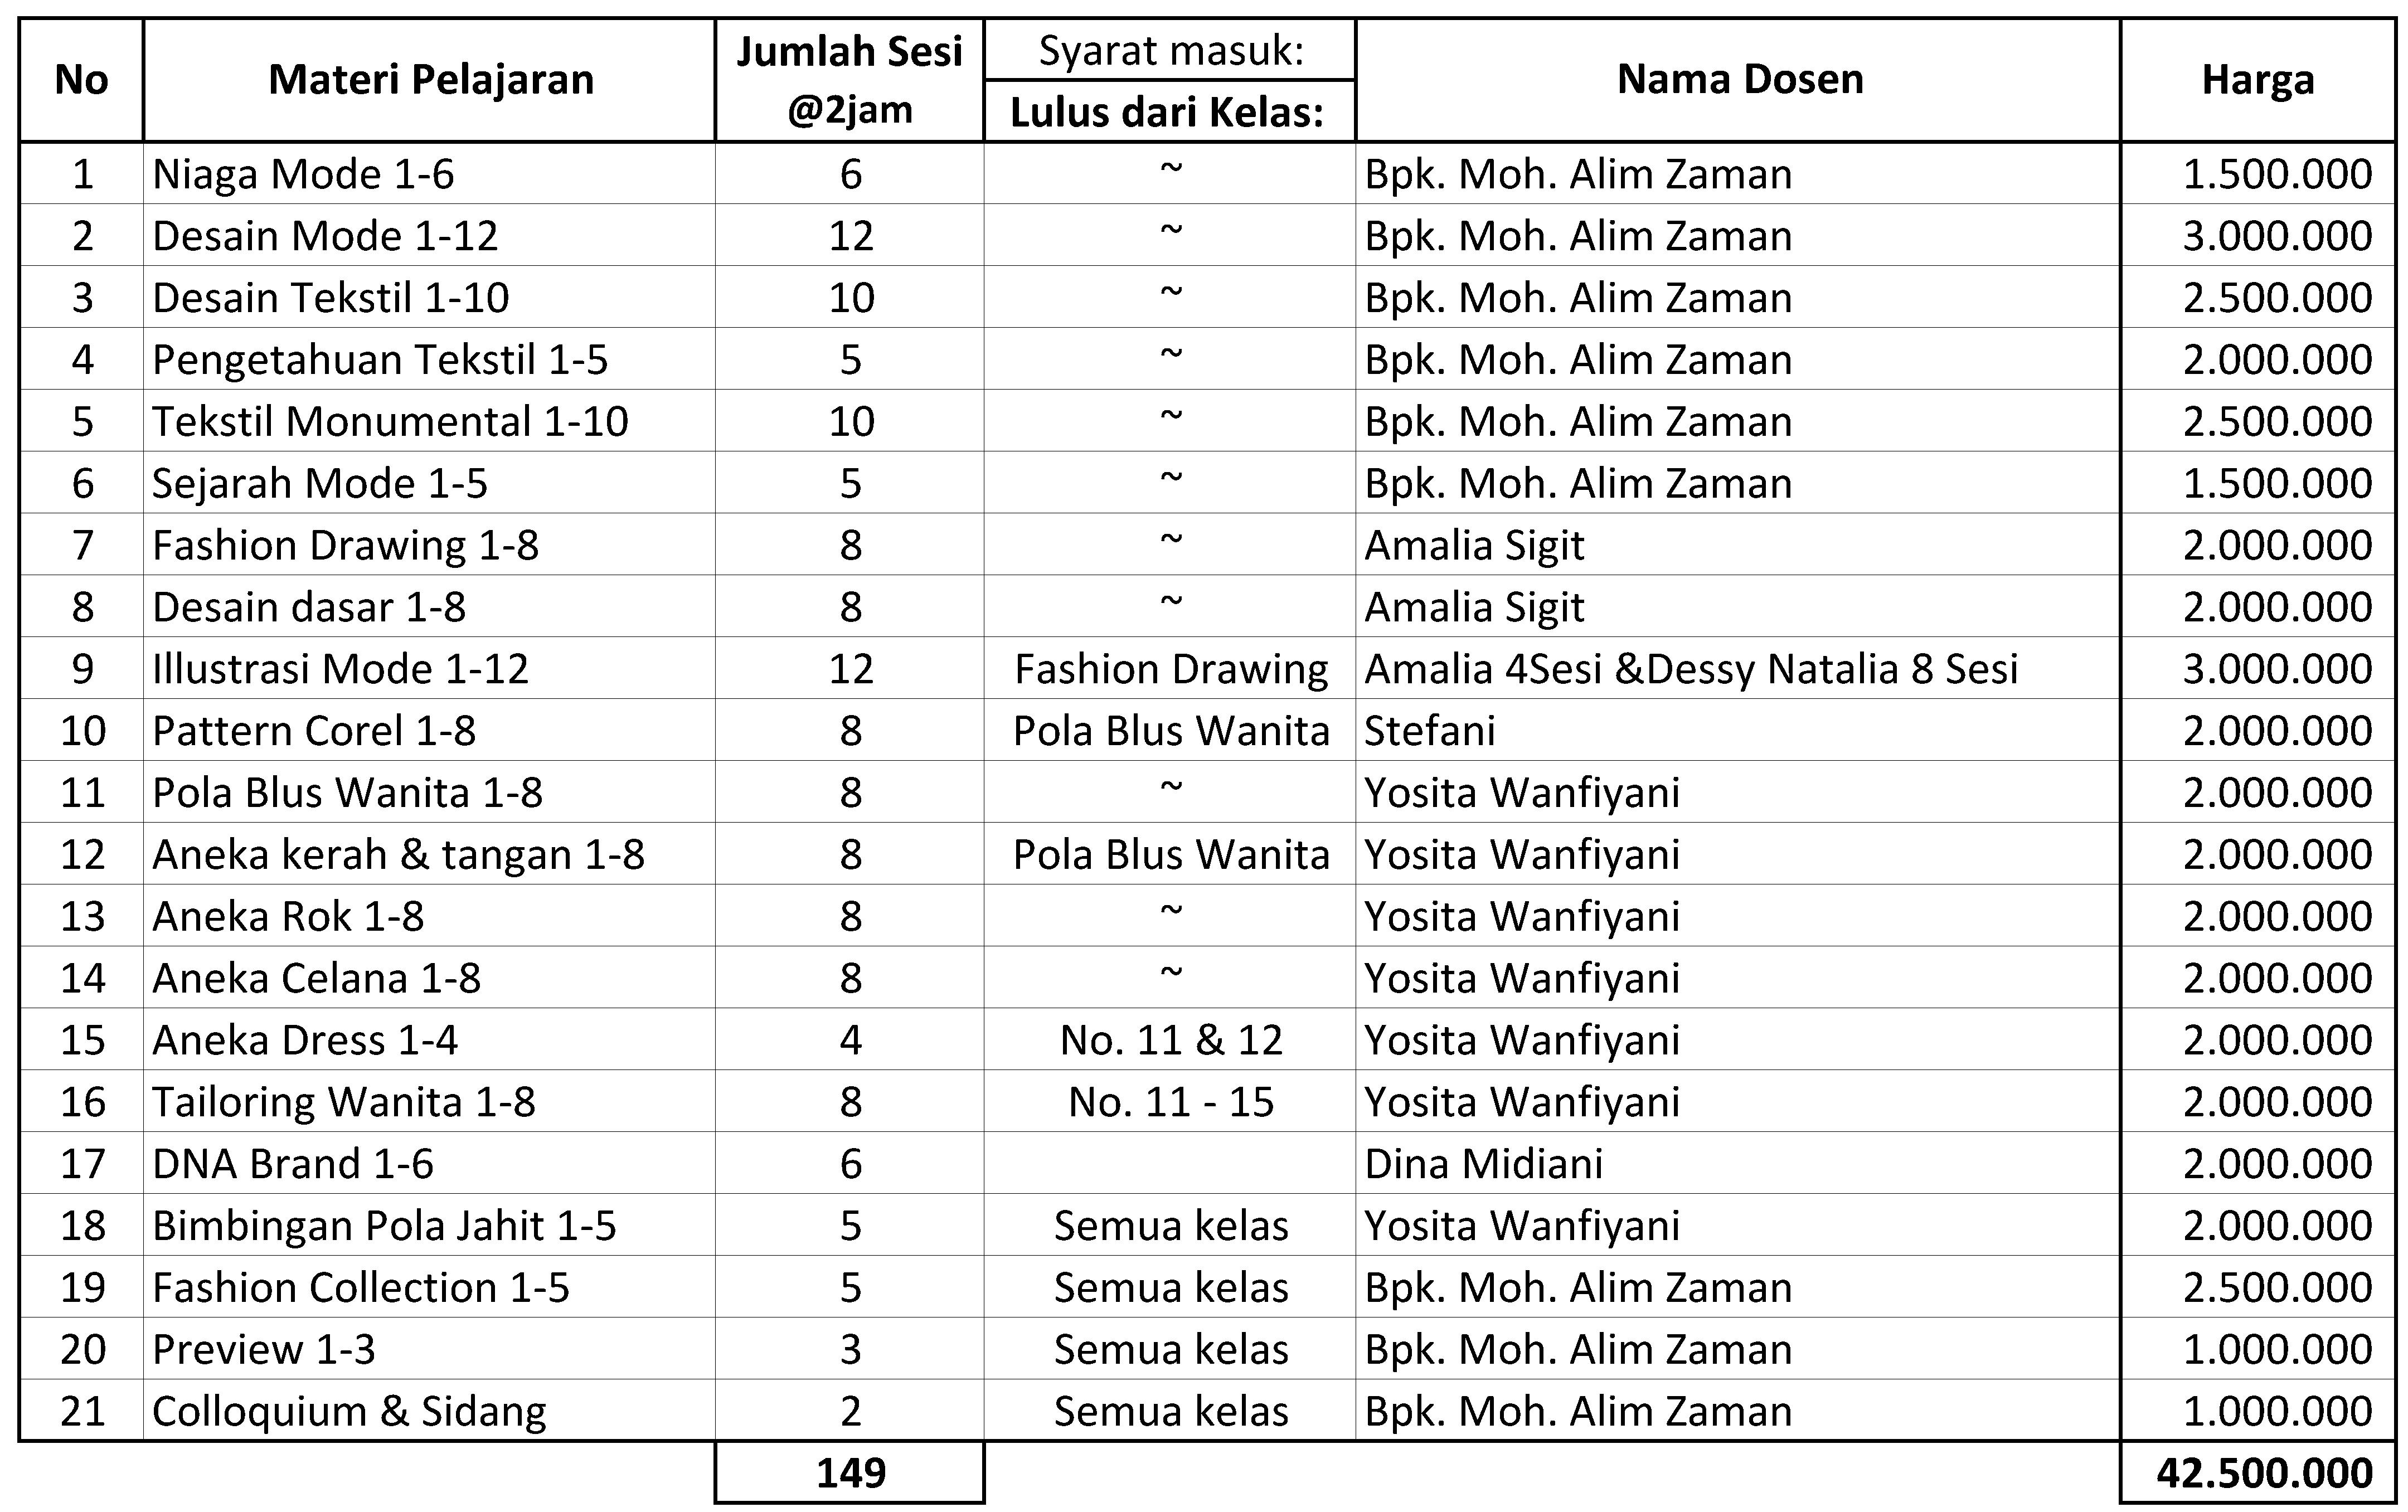 No Materi Pelajaran Jumlah Sesi @2jam Syarat masuk: Lulus dari Kelas: Nama Dosen Harga
1 Niaga Mode 1-6 6 ~ Bpk. Moh. Alim Zaman 1.500.000
2 Desain Mode 1-12 12 ~ Bpk. Moh. Alim Zaman 3.000.000
3 Desain Tekstil 1-10 10 ~ Bpk. Moh. Alim Zaman 2.500.000
4 Pengetahuan Tekstil 1-5 5 ~ Bpk. Moh. Alim Zaman 2.000.000
5 Tekstil Monumental 1-10 10 ~ Bpk. Moh. Alim Zaman 2.500.000
6 Sejarah Mode 1-5 5 ~ Bpk. Moh. Alim Zaman 1.500.000
7 Fashion Drawing 1-8 8 ~ Amalia Sigit 2.000.000
8 Desain dasar 1-8 8 ~ Amalia Sigit 2.000.000
9 Illustrasi Mode 1-12 12 Fashion Drawing Amalia 4Sesi &Dessy Natalia 8 Sesi 3.000.000
10 Pattern Corel 1-8 8 Pola Blus Wanita Stefani 2.000.000
11 Pola Blus Wanita 1-8 8 ~ Yosita Wanfiyani 2.000.000
12 Aneka kerah & tangan 1-8 8 Pola Blus Wanita Yosita Wanfiyani 2.000.000
13 Aneka Rok 1-8 8 ~ Yosita Wanfiyani 2.000.000
14 Aneka Celana 1-8 8 ~ Yosita Wanfiyani 2.000.000
15 Aneka Dress 1-4 4 No. 11 & 12 Yosita Wanfiyani 2.000.000
16 Tailoring Wanita 1-8 8 No. 11 - 15 Yosita Wanfiyani 2.000.000
17 DNA Brand 1-6 6 Dina Midiani 2.000.000
18 Bimbingan Pola Jahit 1-5 5 Semua kelas Yosita Wanfiyani 2.000.000
19 Fashion Collection 1-5 5 Semua kelas Bpk. Moh. Alim Zaman 2.500.000
20 Preview 1-3 3 Semua kelas Bpk. Moh. Alim Zaman 1.000.000
21 Colloquium & Sidang 2 Semua kelas Bpk. Moh. Alim Zaman 1.000.000
149 42.500.000